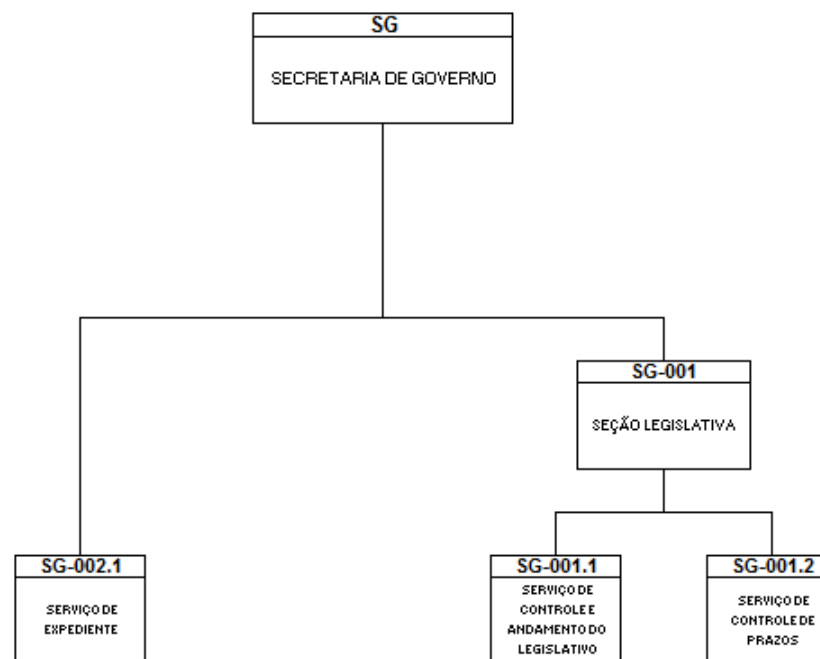 SG
SECRETARIA DE GOVERNO
SG-001
SEÇÃO LEGISLATIVA
SG-002.1
SERVIÇO DE
EXPEDIENTE
SG-001.1
SERVIÇO DE
CONTROLE E
ANDAMENTO DO
LEGISLATIVO
SG-001.2
SERVIÇO DE
CONTROLE DE
PRAZOS